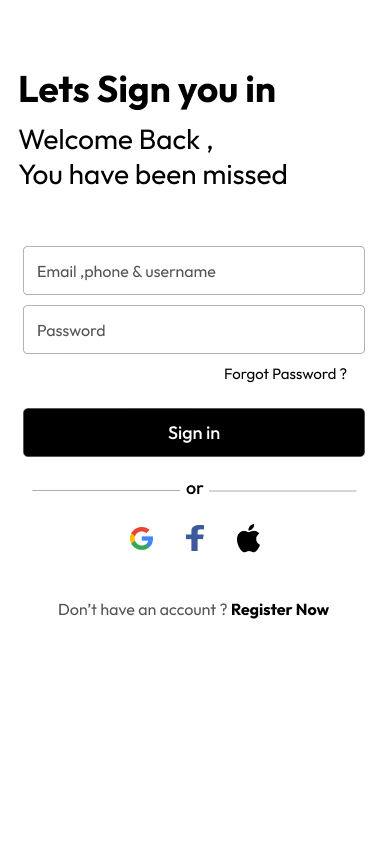 Lets Sign you in
Welcome Back ,
You have been missed
Email ,phone & username
Password
Forgot Password ?
Sign in
or
Don’t have an account ? Register Now